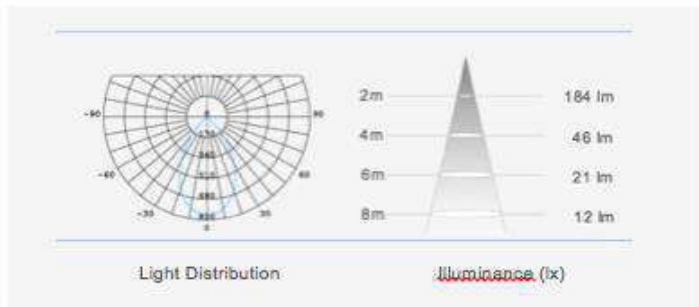 2m 184 lm
-90 90
4m 46 lm
-60 60
6m 21 lm
-30 30
8m 12 lm
0
Light Distribution
Illuminance (lx)